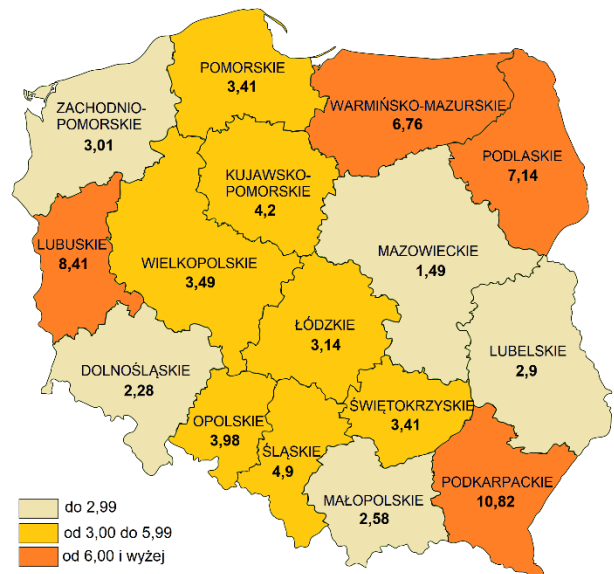 POMORSKIE
3,41
ZACHODNIO-
POMORSKIE
3,01
WARMIŃSKO-MAZURSKIE
6,76
PODLASKIE
7,14
KUJAWSKO-
POMORSKIE
4,2
LUBUSKIE
8,41
WIELKOPOLSKIE
3,49
MAZOWIECKIE
1,49
ŁÓDZKIE
3,14
LUBELSKIE
2,9
DOLNOŚLĄSKIE
2,28
OPOLSKIE
3,98
ŚLĄSKIE
4,9
ŚWIĘTOKRZYSKIE
3,41
MAŁOPOLSKIE
2,58
PODKARPACKIE
10,82
do 2,99
od 3,00 do 5,99
od 6,00 i wyżej